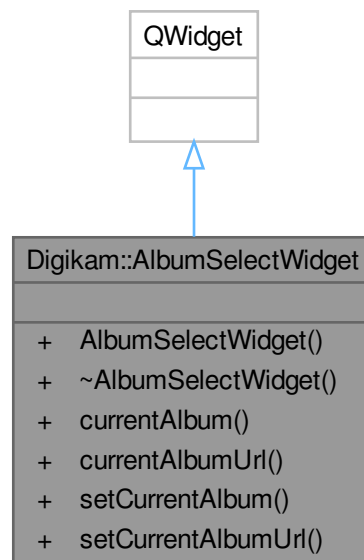 QWidget
Digikam::AlbumSelectWidget
+ AlbumSelectWidget()
+ ~AlbumSelectWidget()
+ currentAlbum()
+ currentAlbumUrl()
+ setCurrentAlbum()
+ setCurrentAlbumUrl()